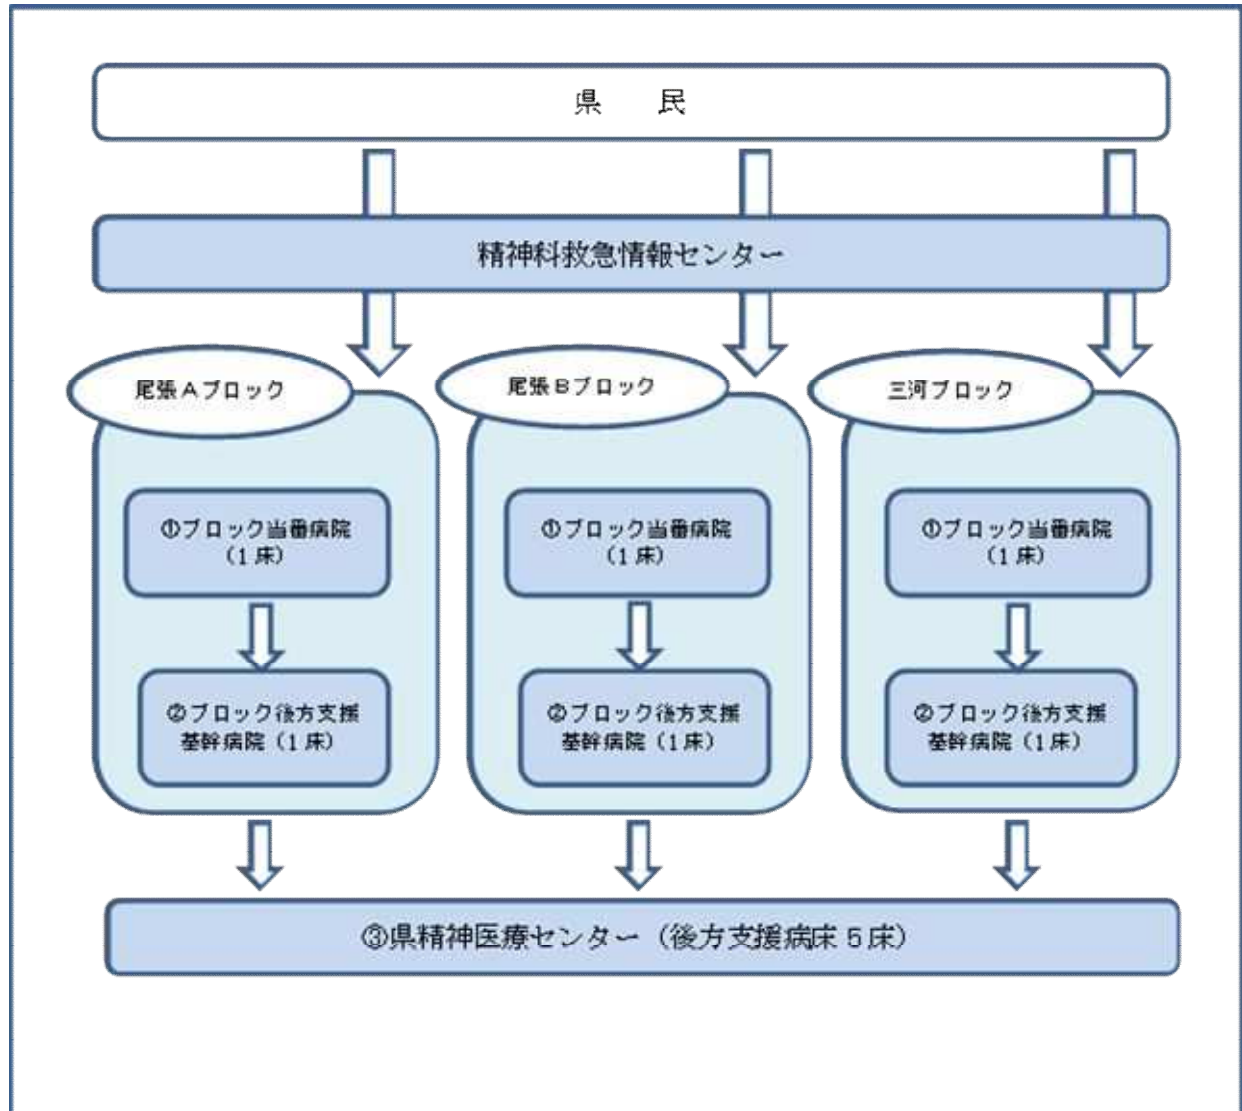 県　民
精神科救急情報センター
尾張Aブロック
①ブロック当番病院
(1床)
②ブロック後方支援
基幹病院(1床)
尾張Bブロック
①ブロック当番病院
(1床)
②ブロック後方支援
基幹病院(1床)
三河ブロック
①ブロック当番病院
(1床)
②ブロック後方支援
基幹病院(1床)
③県精神医療センター(後方支援病床5床)